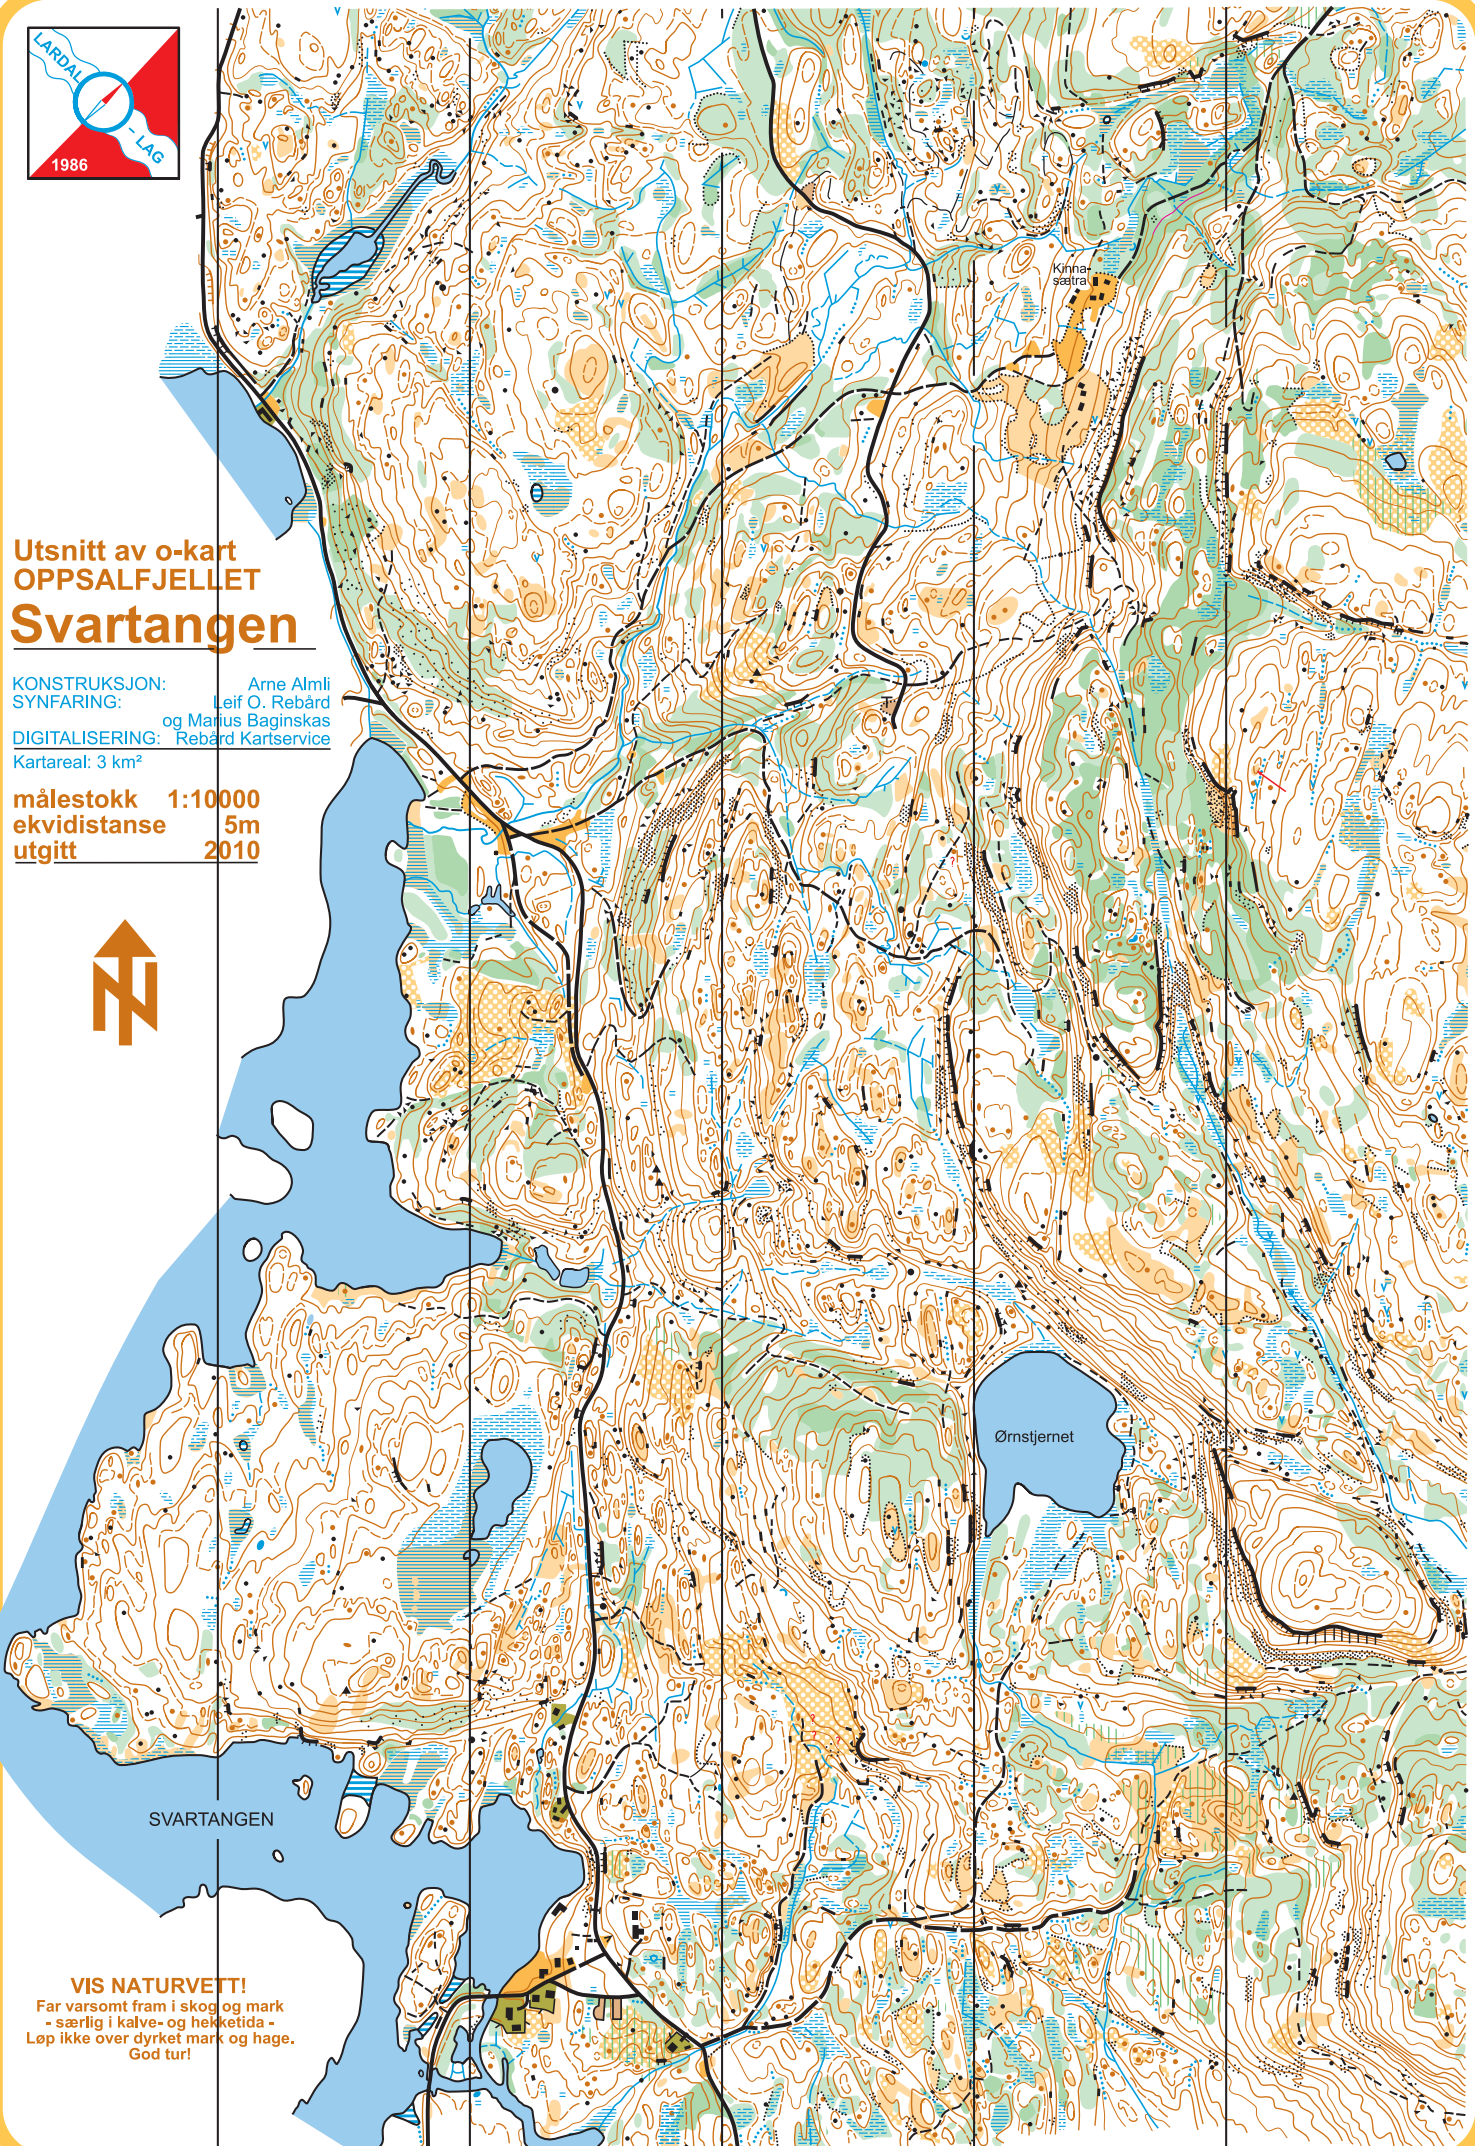 LARDAL
- LAG
1986
Utsnitt av o-kart
OPPSALFJELLET
Svartangen
KONSTRUKSJON: Arne Almli
SYNFARING: Leif O. Rebård
og Marius Baginskas
DIGITALISERING: Rebård Kartservice
Kartareal: 3 km²
målestokk 1:10000
ekvidistanse 5m
utgitt 2010
N
Kinna-
sætra
Ørnstjernet
SVARTANGEN
VIS NATURVETT!
Far varsomt fram i skog og mark
- særlig i kalve- og hekketida -
Løp ikke over dyrket mark og hage.
God tur!